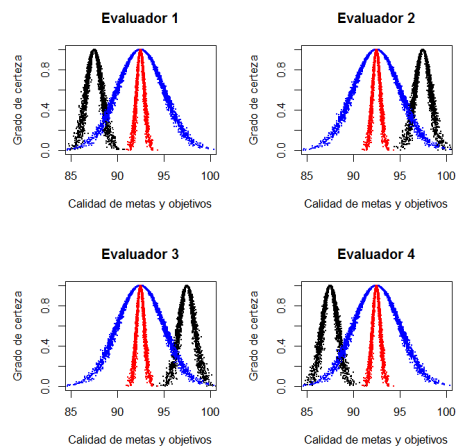 Evaluador 1
Grado de certeza
0.0 0.4 0.8
85 90 95 100
Calidad de metas y objetivos
Evaluador 2
Grado de certeza
0.0 0.4 0.8
85 90 95 100
Calidad de metas y objetivos
Evaluador 3
Grado de certeza
0.0 0.4 0.8
85 90 95 100
Calidad de metas y objetivos
Evaluador 4
Grado de certeza
0.0 0.4 0.8
85 90 95 100
Calidad de metas y objetivos